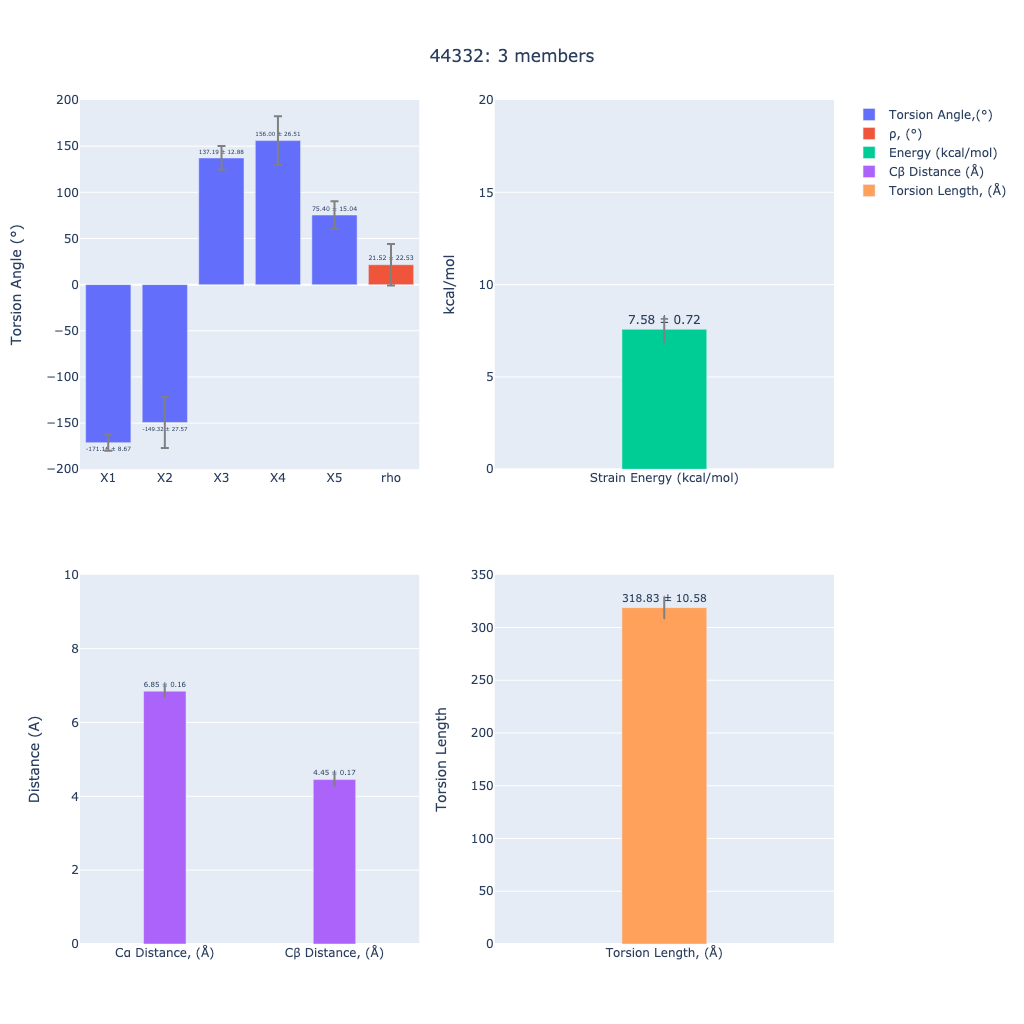 44332: 3 members
Torsion Angle,(°)
ρ, (°)
Energy (kcal/mol)
Cβ Distance (Å)
Torsion Length, (Å)
Torsion Angle (°)
200
150
100
50
0
−50
−100
−150
−200
137.19 ± 12.88
156.00 ± 26.51
75.40 ± 15.04
21.52 ± 22.53
-149.32 ± 27.57
± 8.67
X1
X2
X3
X4
X5
rho
kcal/mol
20
15
10
5
0
7.58 ± 0.72
Strain Energy (kcal/mol)
Distance (A)
10
8
6
4
2
0
6.85 ± 0.16
4.45 ± 0.17
Cα Distance, (Å)
Cβ Distance, (Å)
Torsion Length
350
300
250
200
150
100
50
0
318.83 ± 10.58
Torsion Length, (Å)